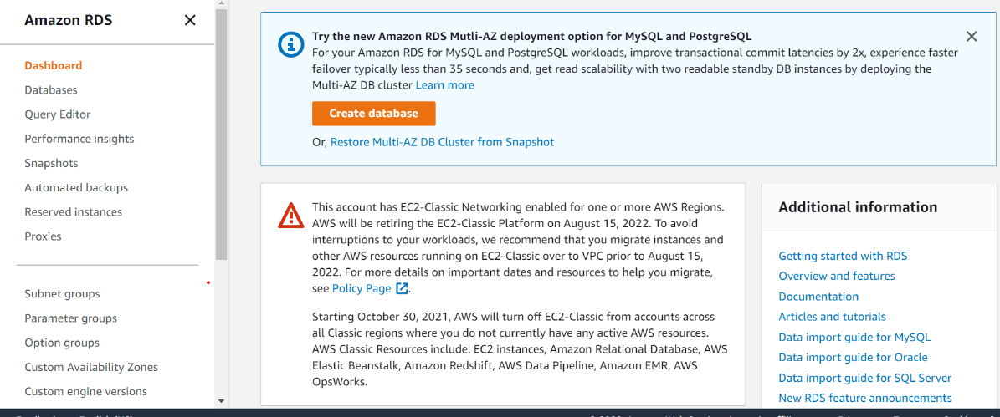 Amazon RDS
Dashboard
Databases
Query Editor
Performance insights
Snapshots
Automated backups
Reserved instances
Proxies
Subnet groups
Parameter groups
Option groups
Custom Availability Zones
Custom engine versions
Try the new Amazon RDS Mutli-AZ deployment option for MySQL and PostgreSQL
For your Amazon RDS for MySQL and PostgreSQL workloads, improve transactional commit latencies by 2x, experience faster
failover typically less than 35 seconds and, get read scalability with two readable standby DB instances by deploying the
Multi-AZ DB cluster Learn more
Create database
Or, Restore Multi-AZ DB Cluster from Snapshot
This account has EC2-Classic Networking enabled for one or more AWS Regions.
AWS will be retiring the EC2-Classic Platform on August 15, 2022. To avoid
interruptions to your workloads, we recommend that you migrate instances and
other AWS resources running on EC2-Classic over to VPC prior to August 15,
2022. For more details on important dates and resources to help you migrate,
see Policy Page .
Starting October 30, 2021, AWS will turn off EC2-Classic from accounts across
all Classic regions where you do not currently have any active AWS resources.
AWS Classic Resources include: EC2 instances, Amazon Relational Database, AWS
Elastic Beanstalk, Amazon Redshift, AWS Data Pipeline, Amazon EMR, AWS
OpsWorks.
Additional information
Getting started with RDS
Overview and features
Documentation
Articles and tutorials
Data import guide for MySQL
Data import guide for Oracle
Data import guide for SQL Server
New RDS feature announcements